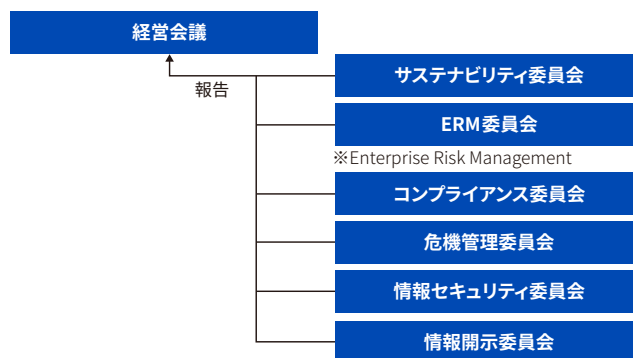 経営会議
報告
サステナビリティ委員会
ERM委員会
※Enterprise Risk Management
コンプライアンス委員会
危機管理委員会
情報セキュリティ委員会
情報開示委員会